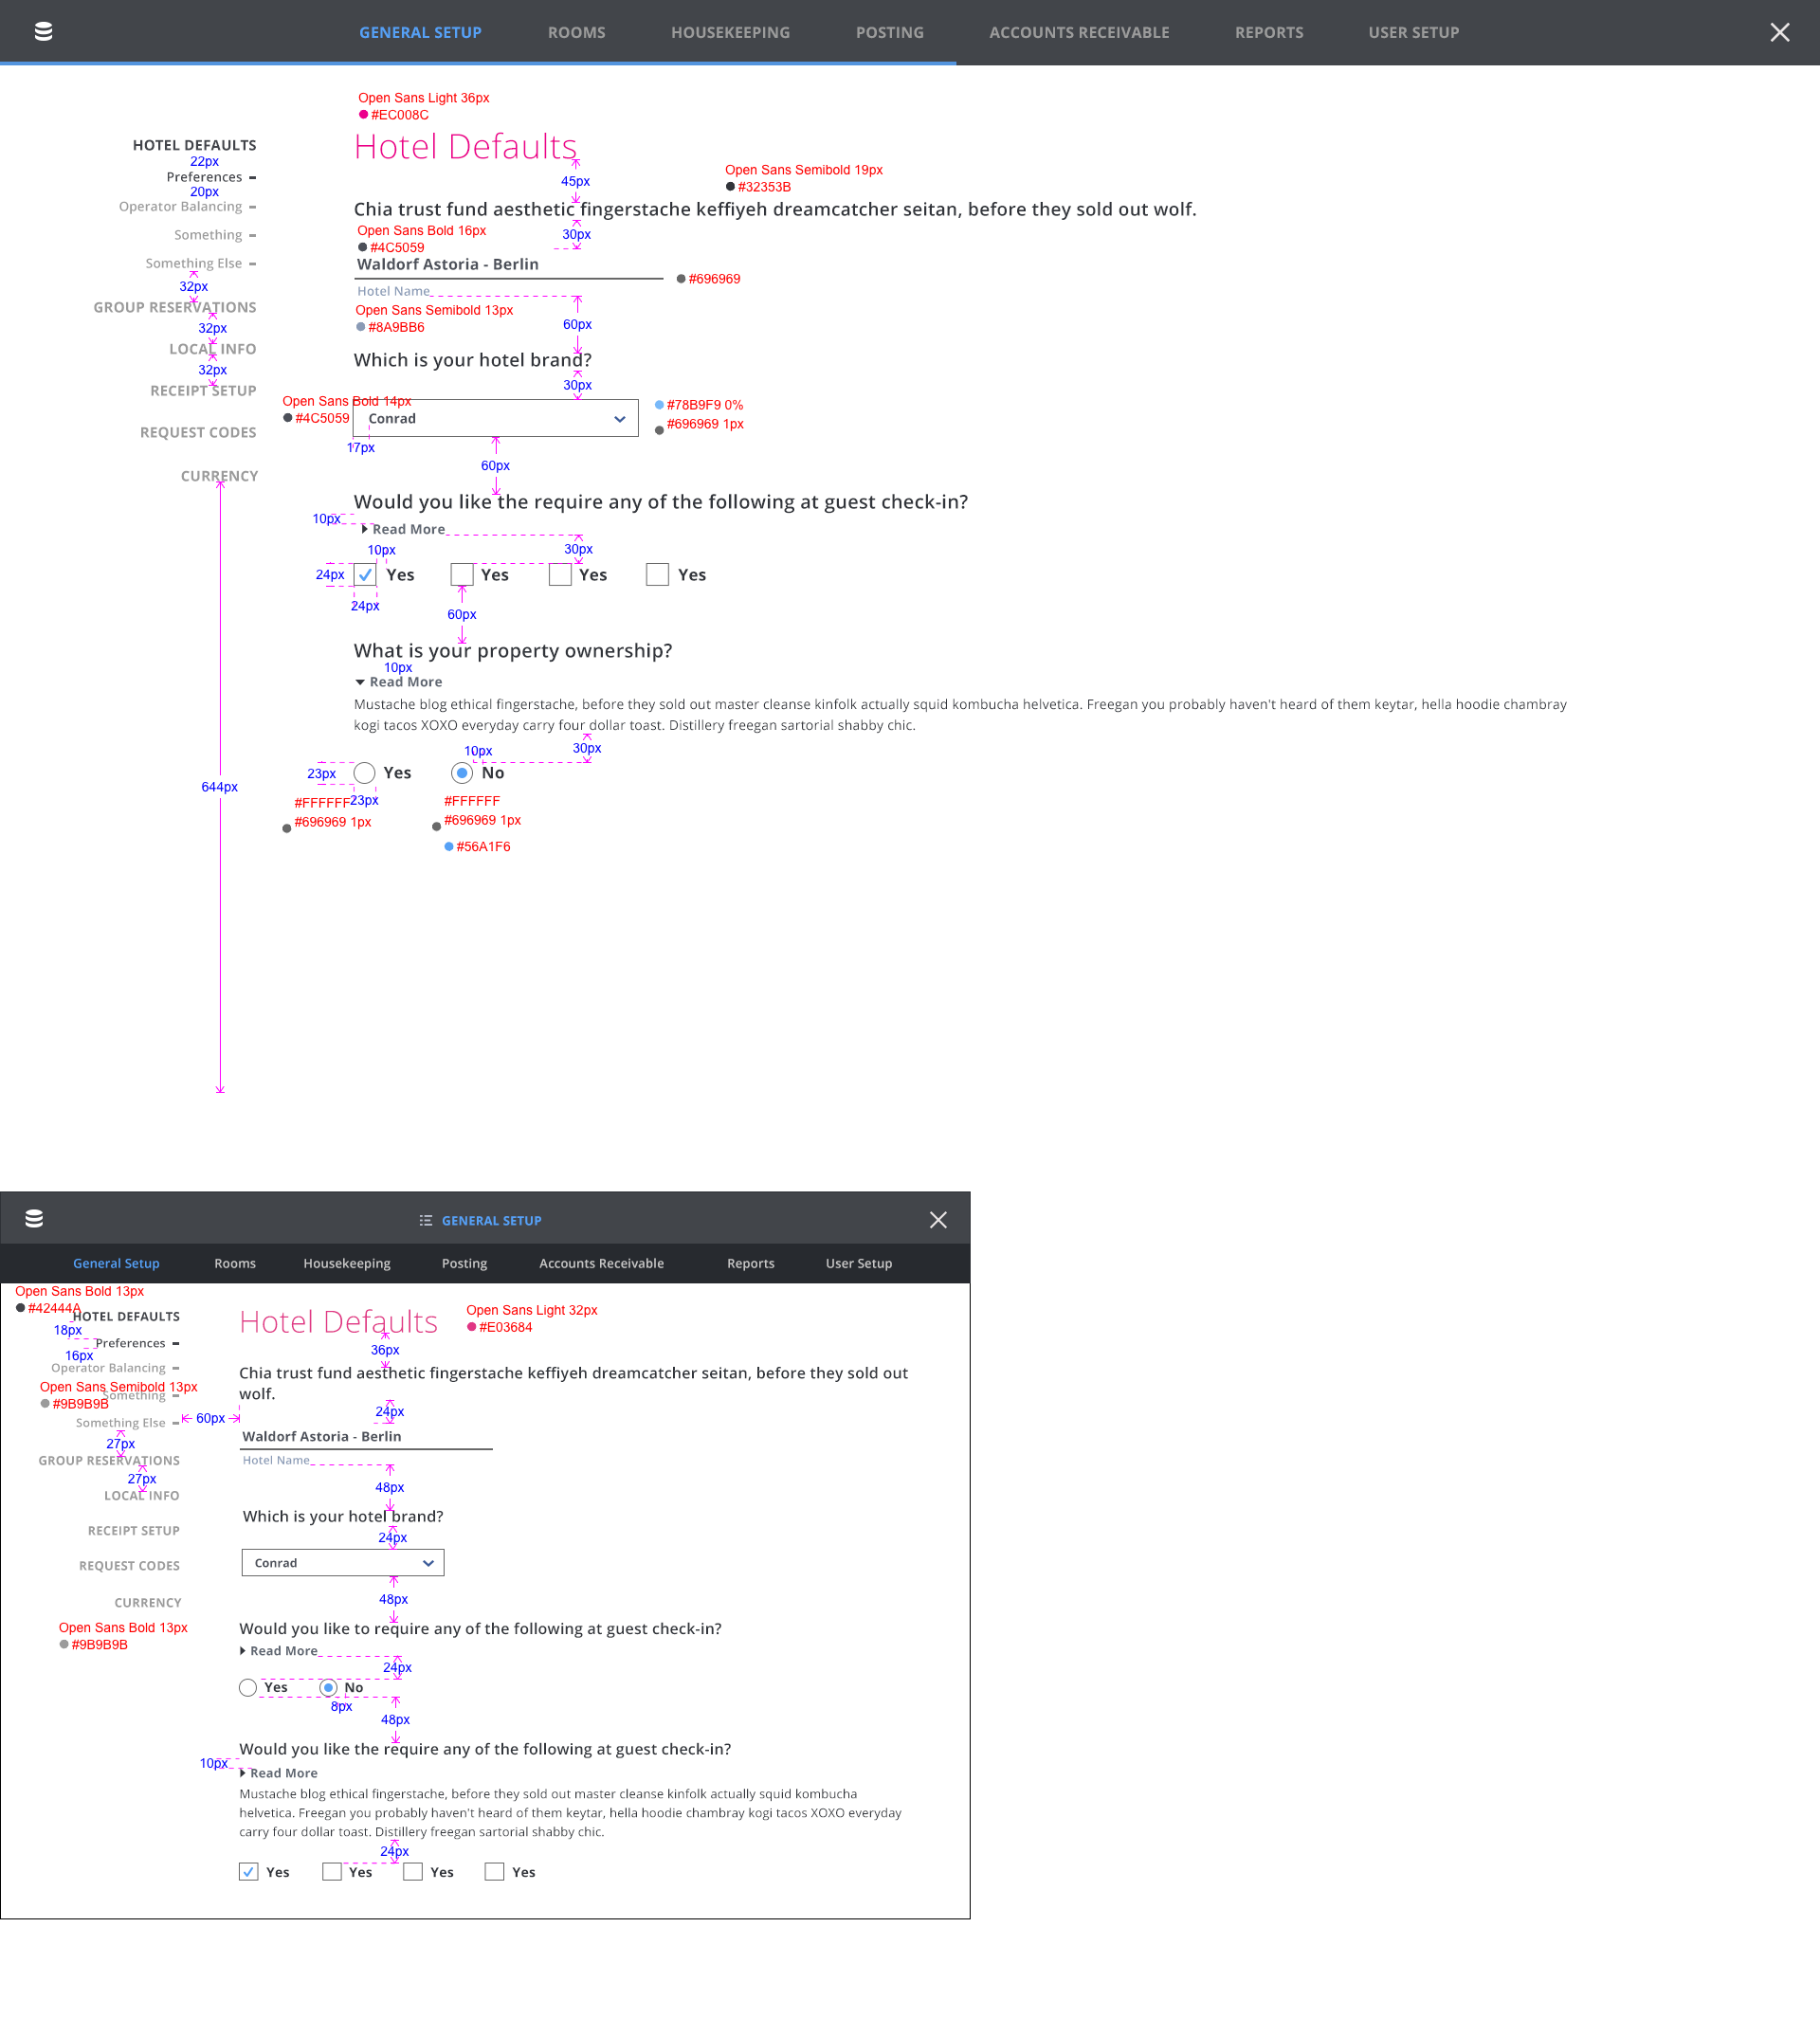 GENERAL SETUP ROOMS HOUSEKEEPING POSTING ACCOUNTS RECEIVABLE REPORTS USER SETUP
Open Sans Light 36px
#EC008C
HOTEL DEFAULTS
22px
Preferences
20px
Operator Balancing
Something
Something Else
32px
GROUP RESERVATIONS
32px
LOCAL INFO
32px
RECEIPT SETUP
REQUEST CODES
CURRENCY
644px
Hotel Defaults
45px
Open Sans Semibold 19px
#32353B
Chia trust fund aesthetic fingerstache keffiyeh dreamcatcher seitan, before they sold out wolf.
Open Sans Bold 16px
#4C5059
30px
Waldorf Astoria - Berlin
#696969
Hotel Name
Open Sans Semibold 13px
#8A9BB6
60px
Which is your hotel brand?
30px
Open Sans Bold 14px
#4C5059
Conrad
#78B9F9 0%
#696969 1px
17px
60px
Would you like the require any of the following at guest check-in?
10px
Read More
10px
30px
24px
Yes Yes Yes Yes
24px
60px
What is your property ownership?
10px
Read More
Mustache blog ethical fingerstache, before they sold out master cleanse kinfolk actually squid kombucha helvetica. Freegan you probably haven't heard of them keytar, hella hoodie chambray
kogi tacos XOXO everyday carry four dollar toast. Distillery freegan sartorial shabby chic.
10px
30px
23px
Yes No
#FFFFFF
23px
#696969 1px
#FFFFFF
#696969 1px
#56A1F6
GENERAL SETUP
General Setup Rooms Housekeeping Posting Accounts Receivable Reports User Setup
Open Sans Bold 13px
#42444A
HOTEL DEFAULTS
18px
Preferences
16px
Operator Balancing
Open Sans Semibold 13px
#9B9B9B
Something
60px
Something Else
27px
GROUP RESERVATIONS
27px
LOCAL INFO
RECEIPT SETUP
REQUEST CODES
CURRENCY
Open Sans Bold 13px
#9B9B9B
Hotel Defaults
Open Sans Light 32px
#E03684
36px
Chia trust fund aesthetic fingerstache keffiyeh dreamcatcher seitan, before they sold out
wolf.
24px
Waldorf Astoria - Berlin
Hotel Name
48px
Which is your hotel brand?
24px
Conrad
48px
Would you like to require any of the following at guest check-in?
Read More
24px
Yes No
8px
48px
Would you like the require any of the following at guest check-in?
10px
Read More
Mustache blog ethical fingerstache, before they sold out master cleanse kinfolk actually squid kombucha
helvetica. Freegan you probably haven't heard of them keytar, hella hoodie chambray kogi tacos XOXO everyday
carry four dollar toast. Distillery freegan sartorial shabby chic.
24px
Yes Yes Yes Yes